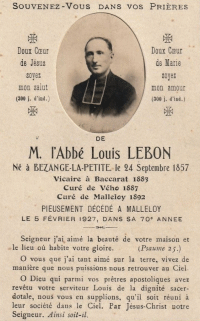 SOUVENEZ-VOUS DANS VOS PRIÈRES
Doux Cœur
de Jésus
soyez
mon salut
(300 j. d'ind.)
Doux Cœur
de Marie
soyez
mon amour
(300 j. d'ind.)
DE
M. l'Abbé Louis LEBON
Né à BEZANGE-LA-PETITE, le 24 Septembre 1857
Vicaire à Baccarat 1883
Curé de Vého 1887
Curé de Malleloy 1892
PIEUSEMENT DÉCÉDÉ A MALLELOY
LE 5 FÉVRIER 1927, DANS SA 70e ANNÉE
Seigneur j'ai aimé la beauté de votre maison et
le lieu où habite votre gloire. (Psaume 25.)
O vous que j'ai tant aimé sur la terre, vivez de
manière que nous puissions nous retrouver au Ciel.
O Dieu qui parmi vos prêtres apostoliques avez
revêtu votre serviteur Louis de la dignité sacer-
dotale, nous vous en supplions, qu'il soit réuni à
leur société dans le Ciel. Par Jésus-Christ notre
Seigneur. Ainsi soit-il.